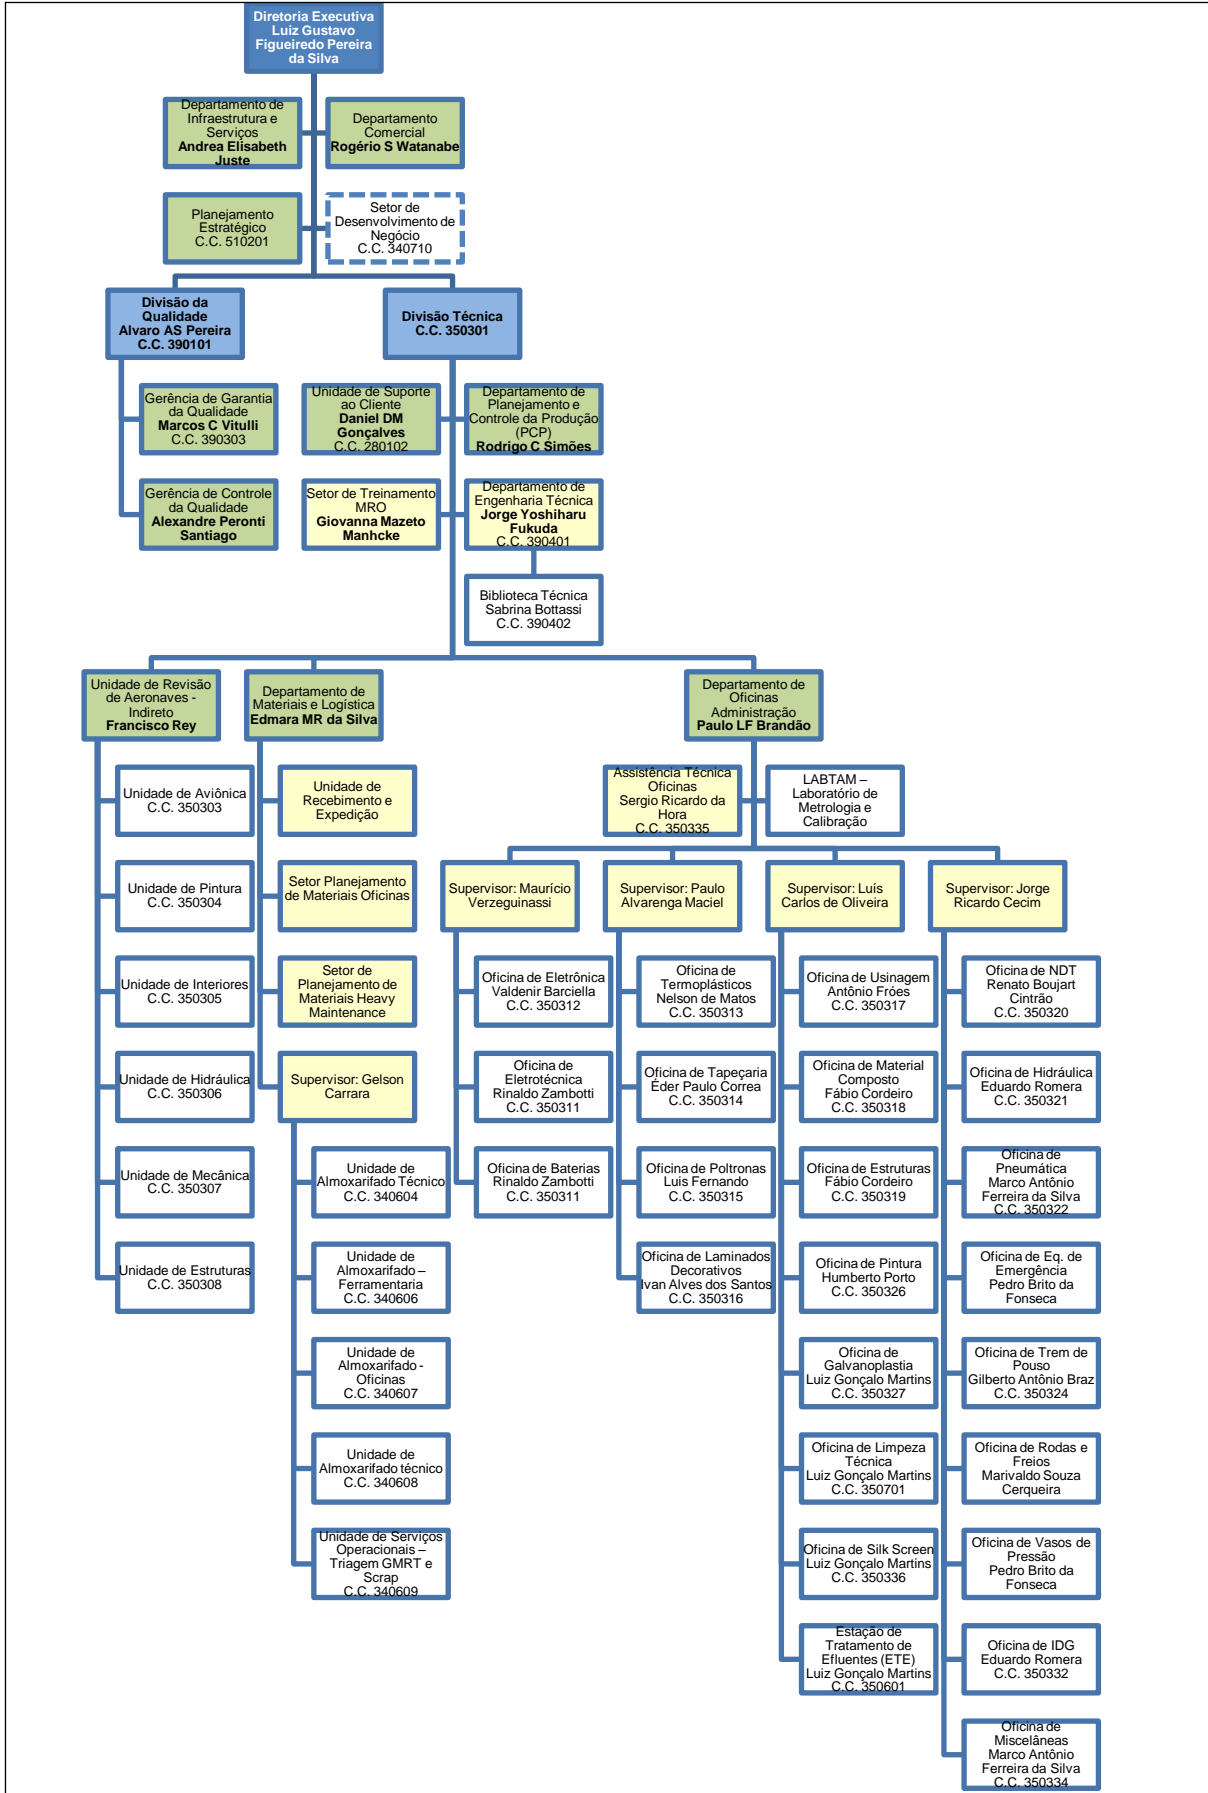 Diretoria Executiva
Luiz Gustavo
Figueiredo Pereira
da Silva
Departamento de
Infraestrutura e
Serviços
Andrea Elisabeth
Juste
Departamento
Comercial
Rogério S Watanabe
Planejamento
Estratégico
C.C. 510201
Setor de
Desenvolvimento de
Negócio
C.C. 340710
Divisão da
Qualidade
Alvaro AS Pereira
C.C. 390101
Divisão Técnica
C.C. 350301
Gerência de Garantia
da Qualidade
Marcos C Vitulli
C.C. 390303
Unidade de Suporte
ao Cliente
Daniel DM
Gonçalves
C.C. 280102
Departamento de
Planejamento e
Controle da Produção
(PCP)
Rodrigo C Simões
Gerência de Controle
da Qualidade
Alexandre Peronti
Santiago
Setor de Treinamento
MRO
Giovanna Mazeto
Manhcke
Departamento de
Engenharia Técnica
Jorge Yoshiharu
Fukuda
C.C. 390401
Biblioteca Técnica
Sabrina Bottassi
C.C. 390402
Unidade de Revisão
de Aeronaves -
Indireto
Francisco Rey
Departamento de
Materiais e Logística
Edmara MR da Silva
Departamento de
Oficinas
Administração
Paulo LF Brandão
Unidade de Aviônica
C.C. 350303
Unidade de Pintura
C.C. 350304
Unidade de Interiores
C.C. 350305
Unidade de Hidráulica
C.C. 350306
Unidade de Mecânica
C.C. 350307
Unidade de Estruturas
C.C. 350308
Unidade de
Recebimento e
Expedição
Setor Planejamento
de Materiais Oficinas
Setor de
Planejamento de
Materiais Heavy
Maintenance
Supervisor: Gelson
Carrara
Unidade de
Almoxarifado Técnico
C.C. 340604
Unidade de
Almoxarifado –
Ferramentaria
C.C. 340606
Unidade de
Almoxarifado -
Oficinas
C.C. 340607
Unidade de
Almoxarifado técnico
C.C. 340608
Unidade de Serviços
Operacionais –
Triagem GMRT e
Scrap
C.C. 340609
Assistência Técnica
Oficinas
Sergio Ricardo da
Hora
C.C. 350335
LABTAM –
Laboratório de
Metrologia e
Calibração
Supervisor: Maurício
Verzeguinassi
Oficina de Eletrônica
Valdenir Barciella
C.C. 350312
Oficina de
Eletrotécnica
Rinaldo Zambotti
C.C. 350311
Oficina de Baterias
Rinaldo Zambotti
C.C. 350311
Supervisor: Paulo
Alvarenga Maciel
Oficina de
Termoplásticos
Nelson de Matos
C.C. 350313
Oficina de Tapeçaria
Éder Paulo Correa
C.C. 350314
Oficina de Poltronas
Luis Fernando
C.C. 350315
Oficina de Laminados
Decorativos
Ivan Alves dos Santos
C.C. 350316
Supervisor: Luís
Carlos de Oliveira
Oficina de Usinagem
Antônio Fróes
C.C. 350317
Oficina de Material
Composto
Fábio Cordeiro
C.C. 350318
Oficina de Estruturas
Fábio Cordeiro
C.C. 350319
Oficina de Pintura
Humberto Porto
C.C. 350326
Oficina de
Galvanoplastia
Luiz Gonçalo Martins
C.C. 350327
Oficina de Limpeza
Técnica
Luiz Gonçalo Martins
C.C. 350701
Oficina de Silk Screen
Luiz Gonçalo Martins
C.C. 350336
Estação de
Tratamento de
Efluentes (ETE)
Luiz Gonçalo Martins
C.C. 350601
Supervisor: Jorge
Ricardo Cecim
Oficina de NDT
Renato Boujart
Cintrão
C.C. 350320
Oficina de Hidráulica
Eduardo Romera
C.C. 350321
Oficina de
Pneumática
Marco Antônio
Ferreira da Silva
C.C. 350322
Oficina de Eq. de
Emergência
Pedro Brito da
Fonseca
Oficina de Trem de
Pouso
Gilberto Antônio Braz
C.C. 350324
Oficina de Rodas e
Freios
Marivaldo Souza
Cerqueira
Oficina de Vasos de
Pressão
Pedro Brito da
Fonseca
Oficina de IDG
Eduardo Romera
C.C. 350332
Oficina de
Miscelâneas
Marco Antônio
Ferreira da Silva
C.C. 350334